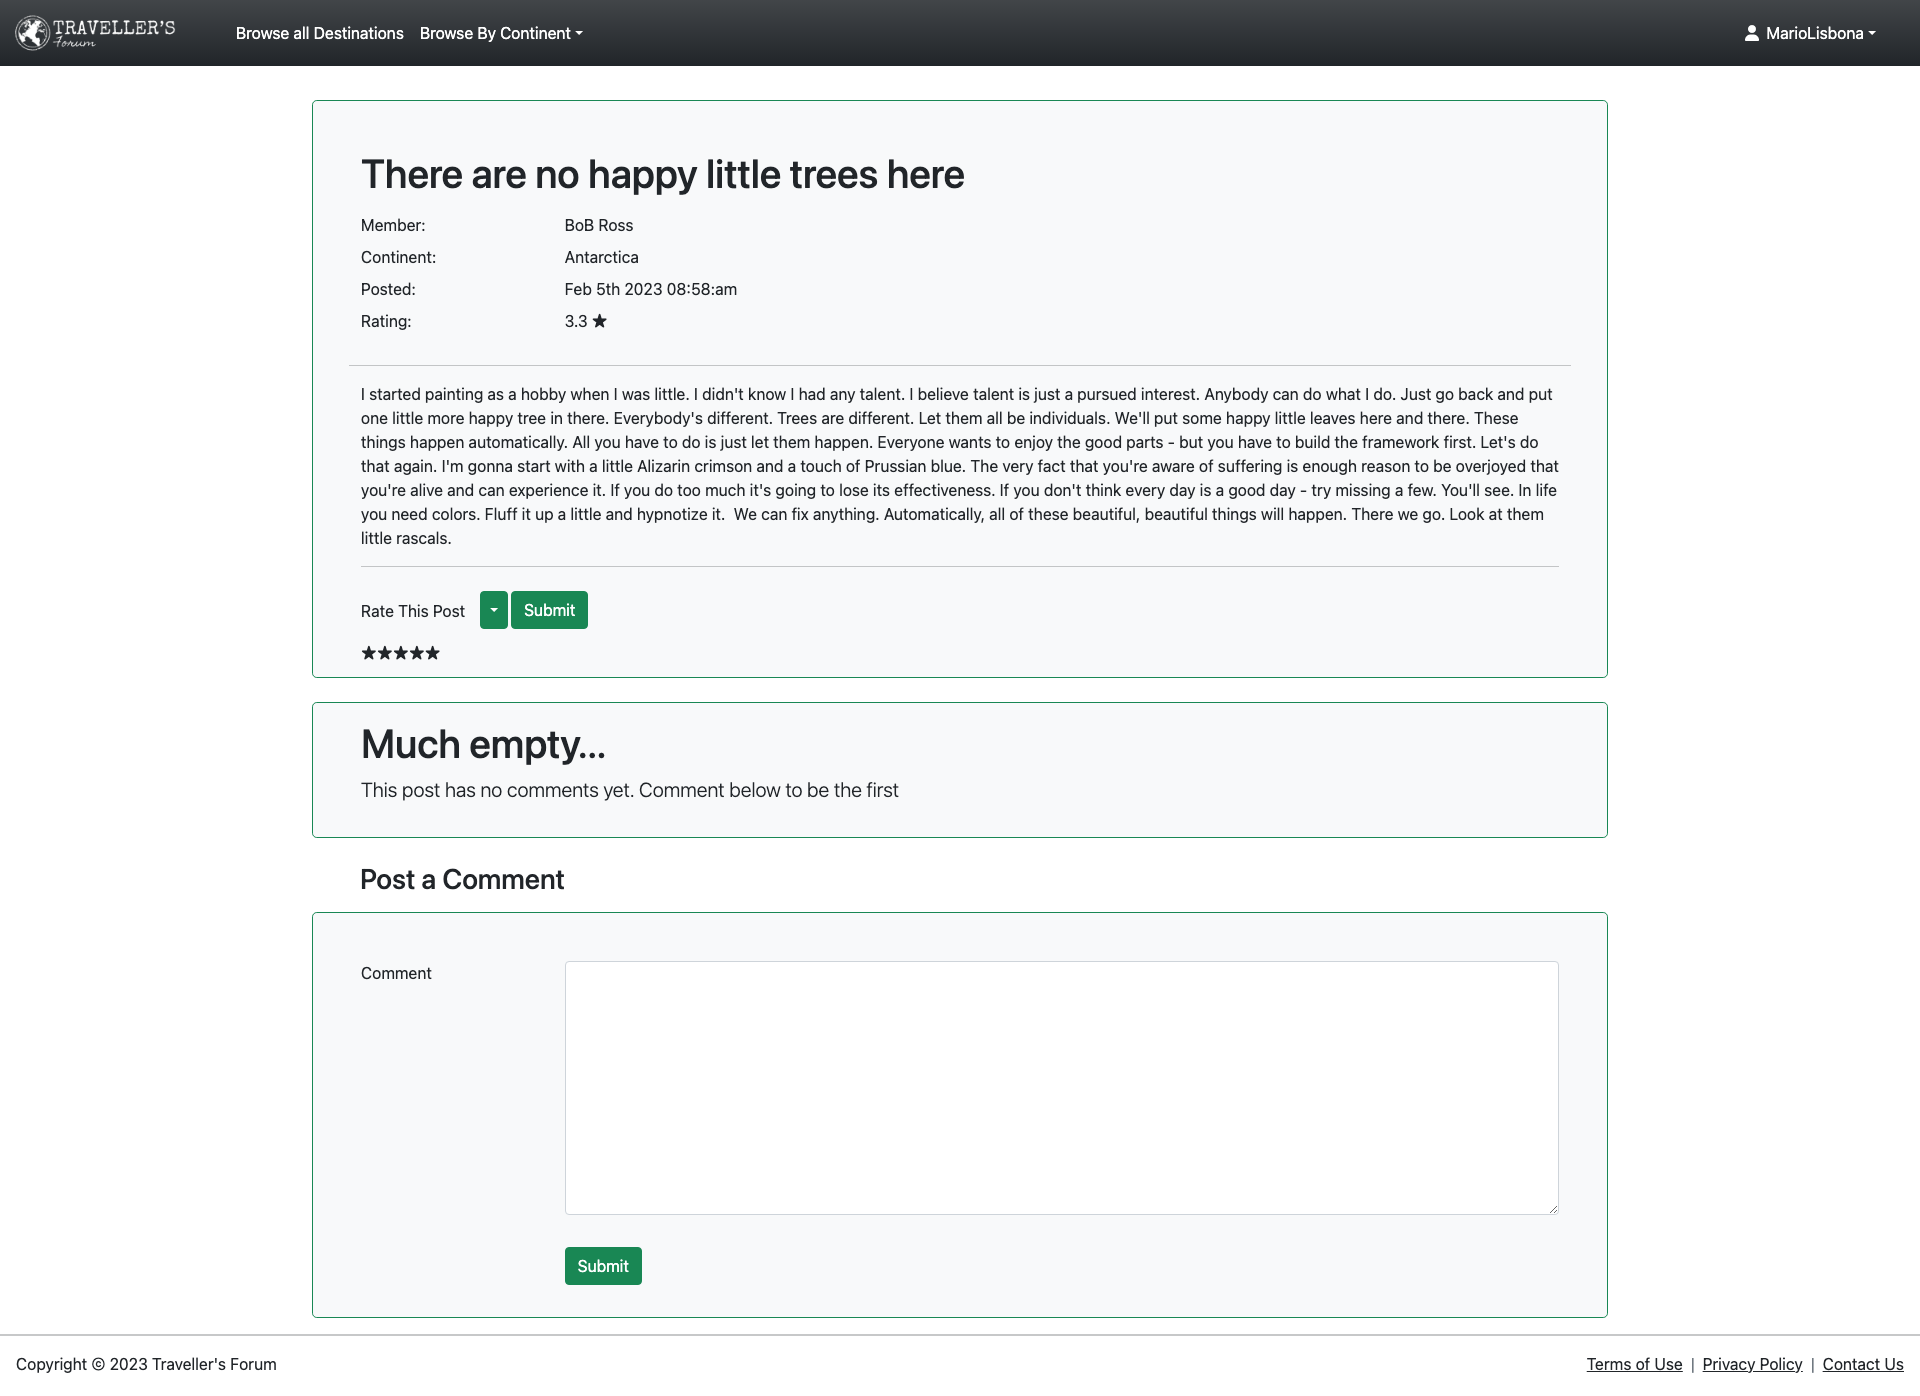 TRAVELLER'S
Forum
Browse all Destinations Browse By Continent
MarioLisbona
There are no happy little trees here
Member: BoB Ross
Continent: Antarctica
Posted: Feb 5th 2023 08:58:am
Rating: 3.3 ★
I started painting as a hobby when I was little. I didn't know I had any talent. I believe talent is just a pursued interest. Anybody can do what I do. Just go back and put
one little more happy tree in there. Everybody's different. Trees are different. Let them all be individuals. We'll put some happy little leaves here and there. These
things happen automatically. All you have to do is just let them happen. Everyone wants to enjoy the good parts - but you have to build the framework first. Let's do
that again. I'm gonna start with a little Alizarin crimson and a touch of Prussian blue. The very fact that you're aware of suffering is enough reason to be overjoyed that
you're alive and can experience it. If you do too much it's going to lose its effectiveness. If you don't think every day is a good day - try missing a few. You'll see. In life
you need colors. Fluff it up a little and hypnotize it.  We can fix anything. Automatically, all of these beautiful, beautiful things will happen. There we go. Look at them
little rascals.
Rate This Post Submit
★★★★★
Much empty...
This post has no comments yet. Comment below to be the first
Post a Comment
Comment
Submit
Copyright © 2023 Traveller's Forum
Terms of Use | Privacy Policy | Contact Us